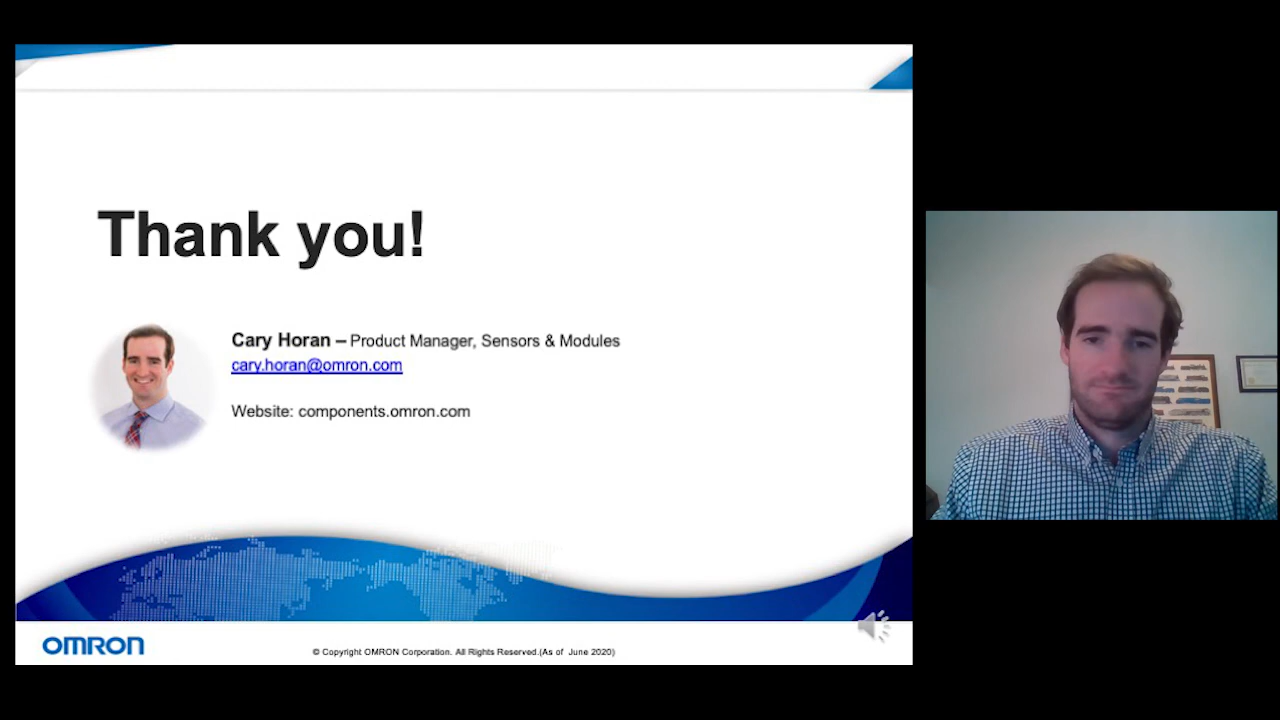 Thank you!
Cary Horan – Product Manager, Sensors & Modules
cary.horan@omron.com
Website: components.omron.com
OMRON
© Copyright OMRON Corporation. All Rights Reserved.(As of June 2020)